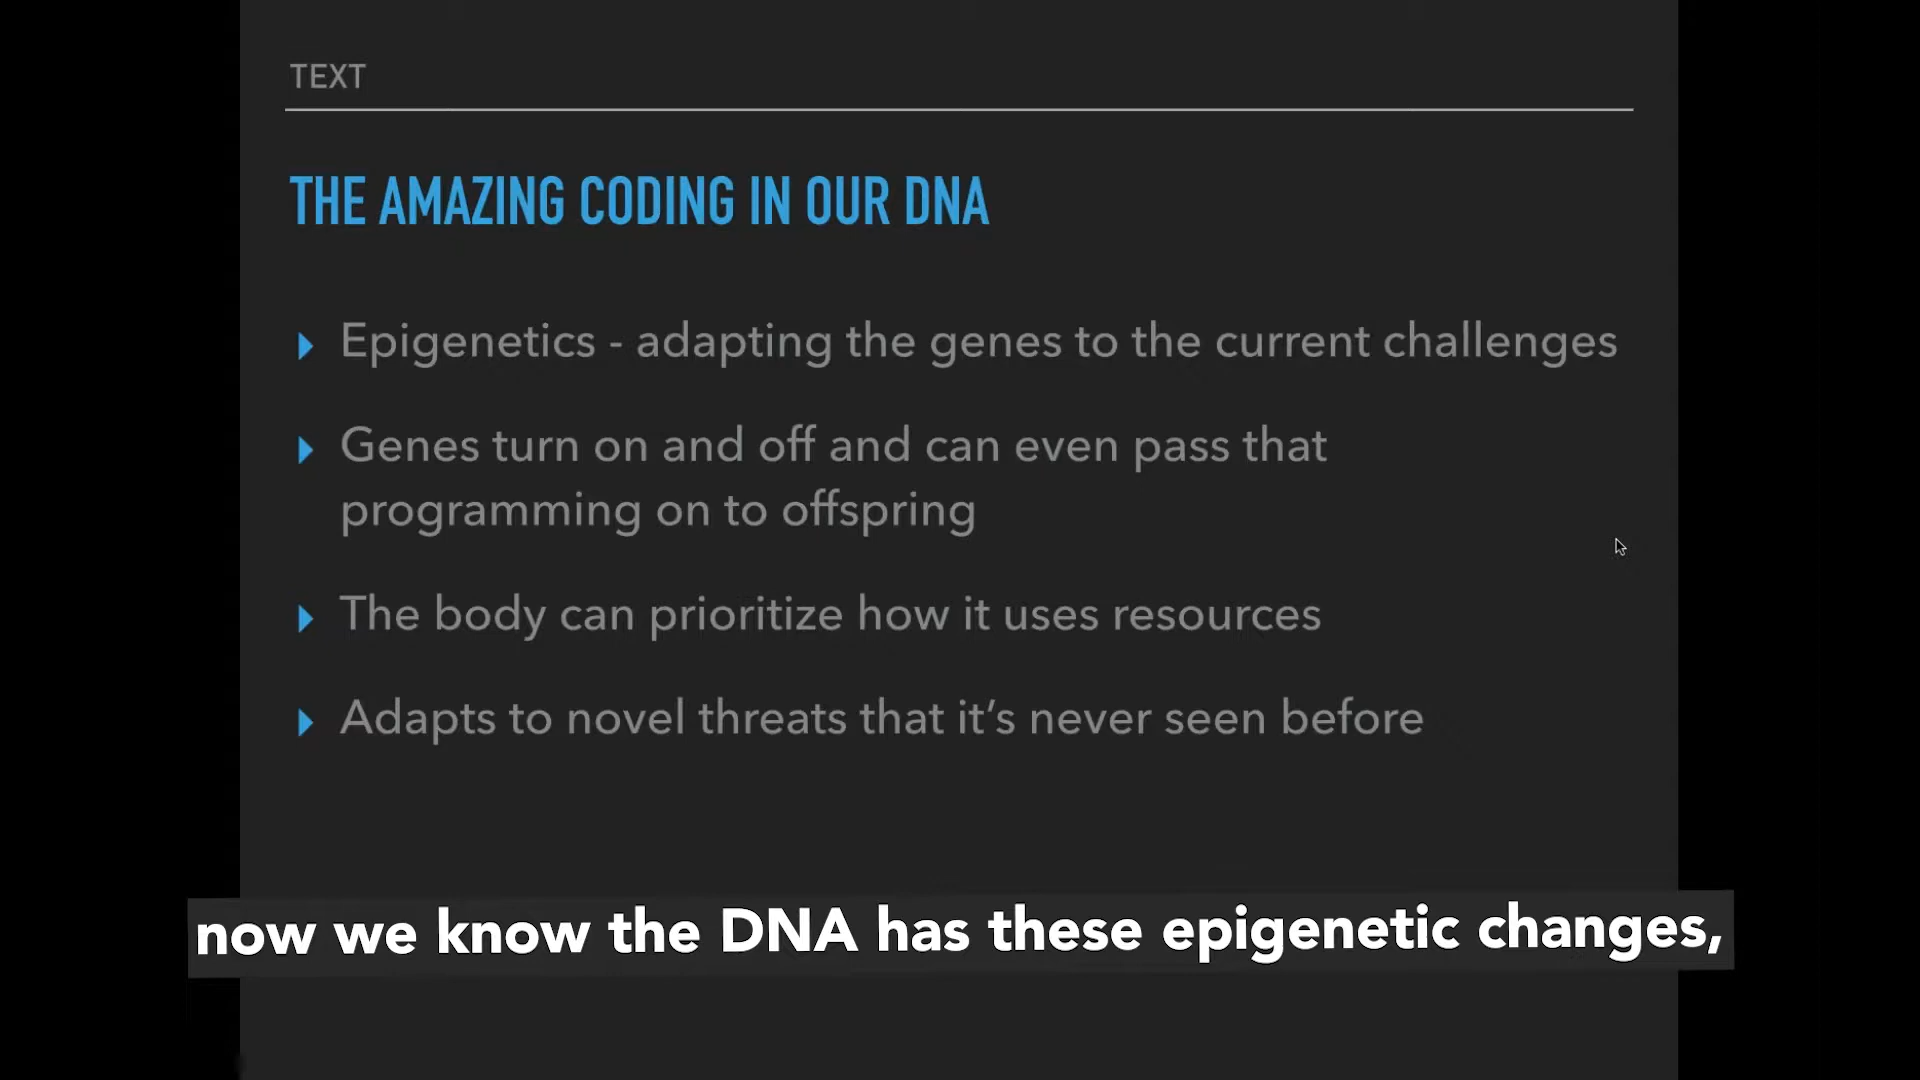 TEXT
THE AMAZING CODING IN OUR DNA
Epigenetics - adapting the genes to the current challenges
Genes turn on and off and can even pass that
programming on to offspring
The body can prioritize how it uses resources
Adapts to novel threats that it’s never seen before
now we know the DNA has these epigenetic changes,